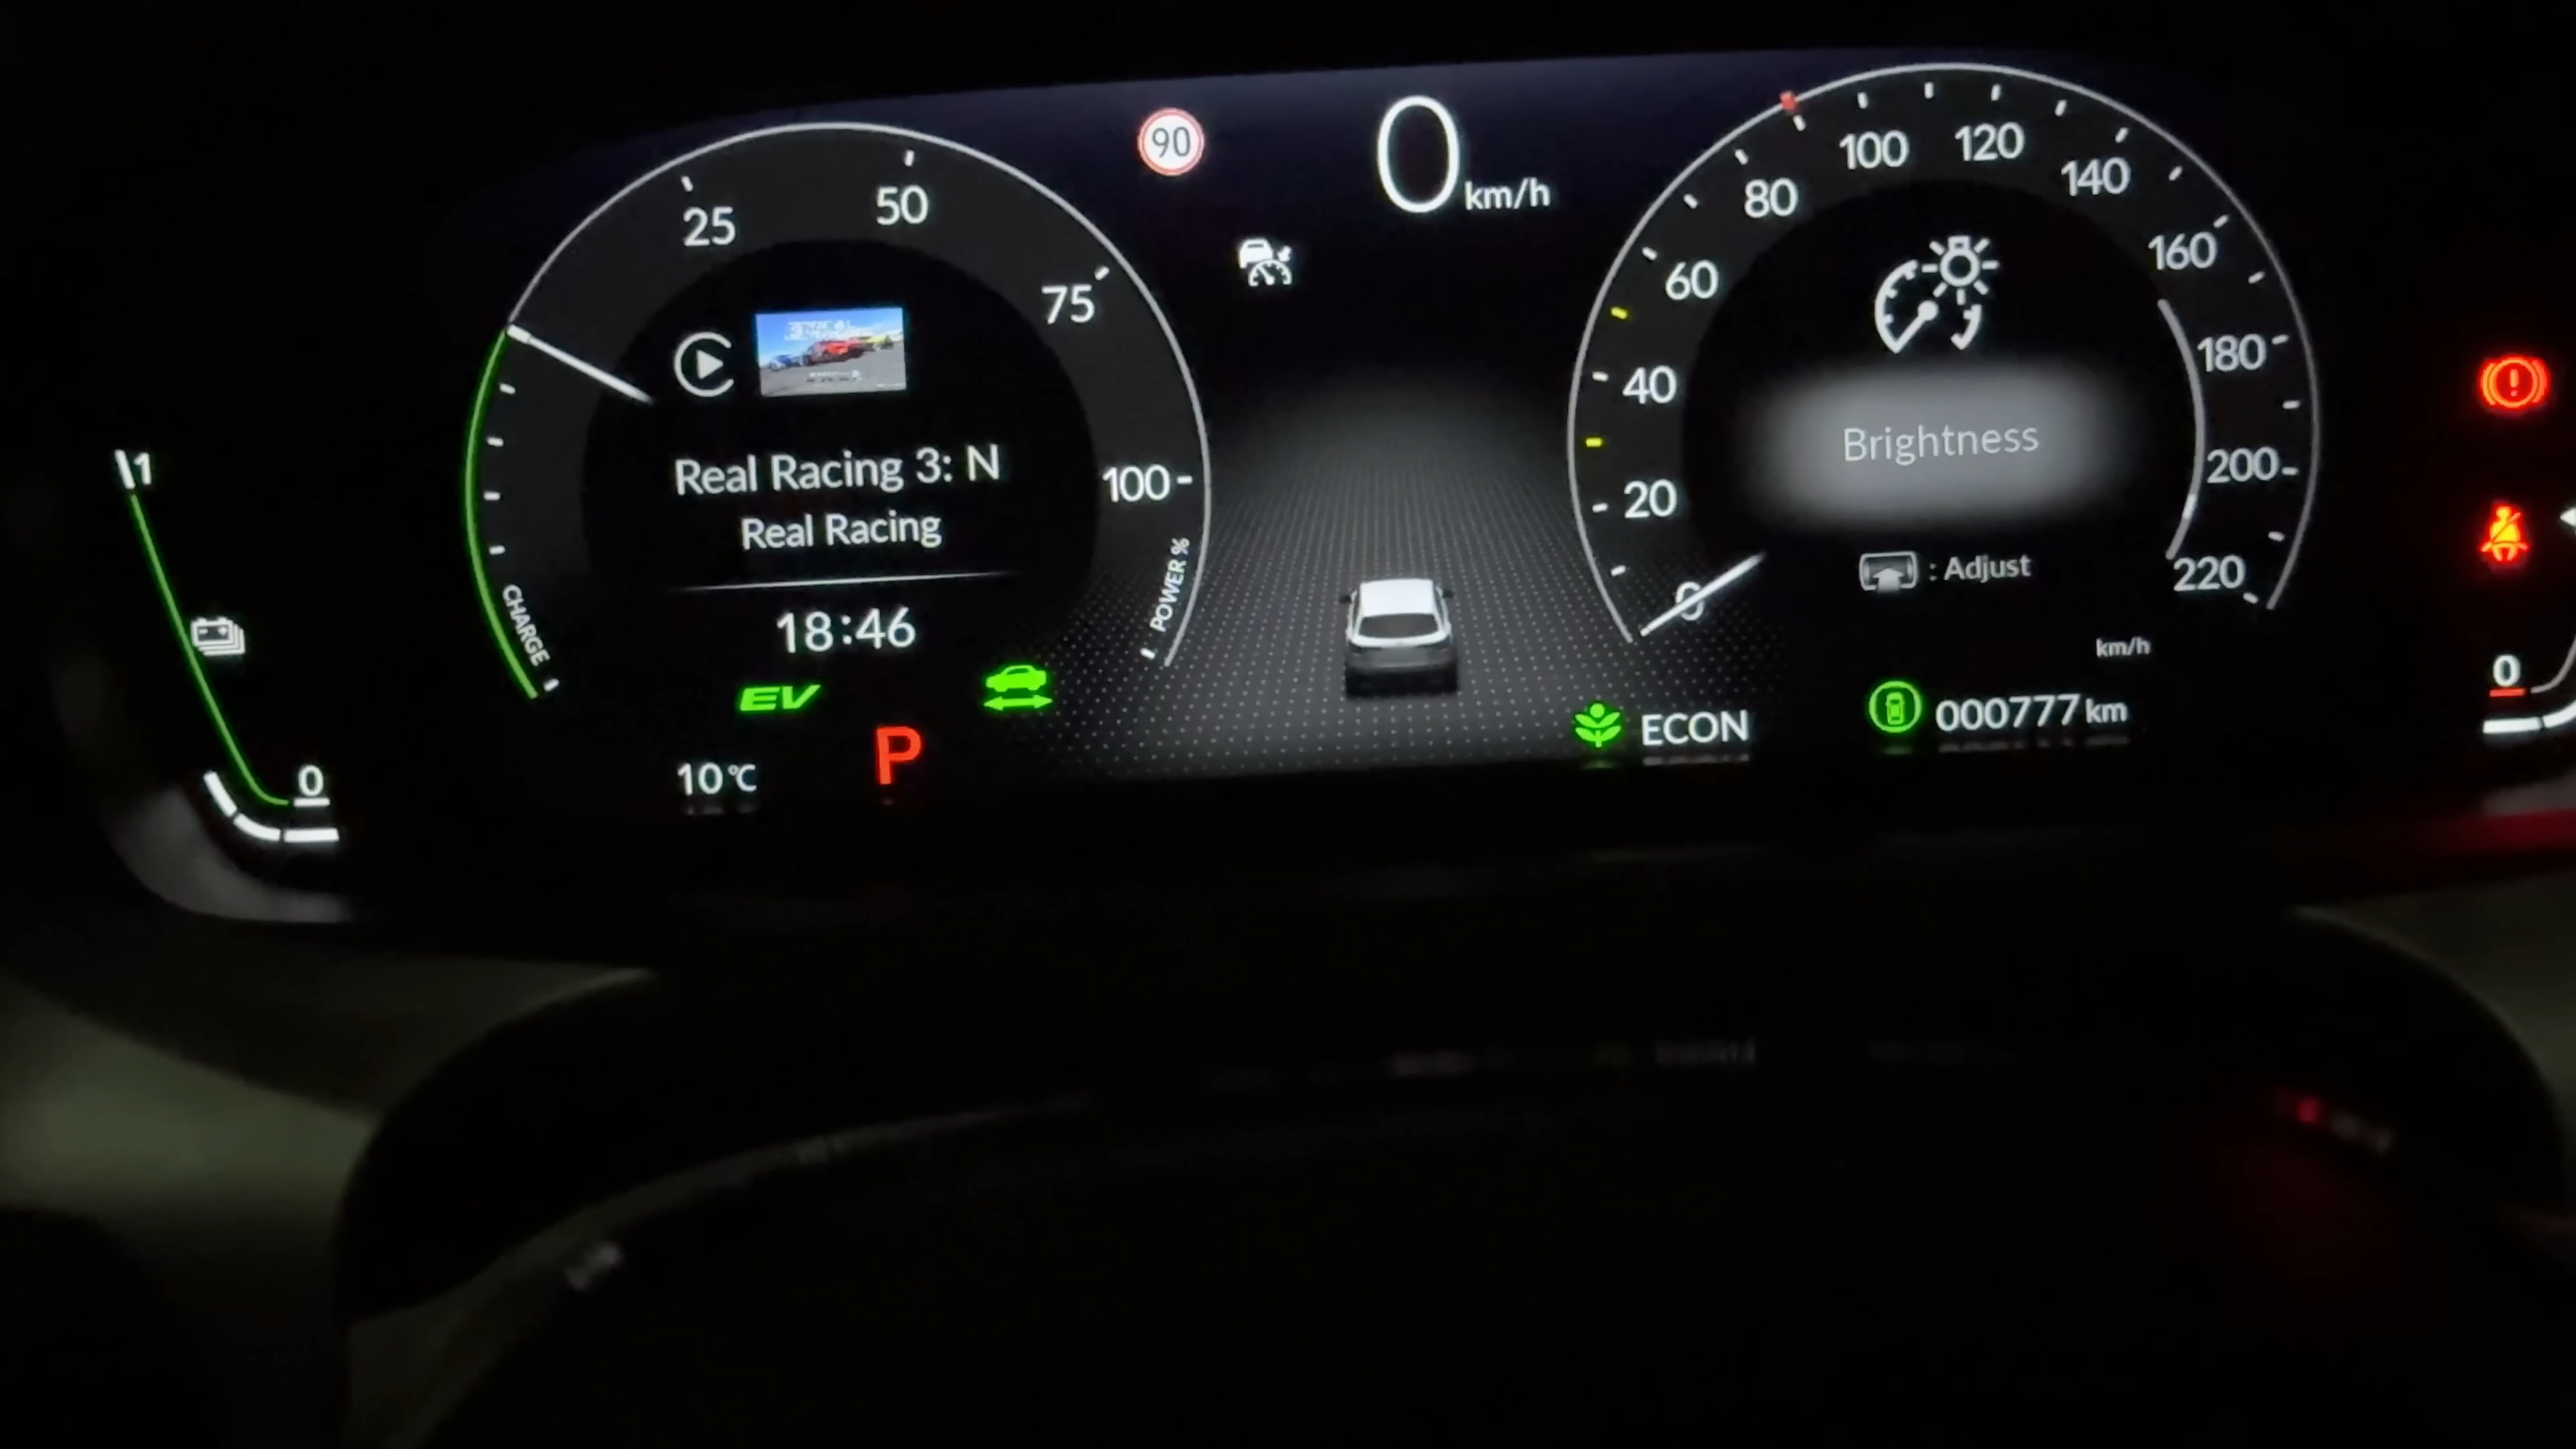 90
0 km/h
25
50
75
100
CHARGE
POWER %
Real Racing 3: N
Real Racing
18:46
EV
10°C
P
1
0
0
20
40
60
80
100
120
140
160
180
200
220
Brightness
: Adjust
km/h
ECON
000777 km
0